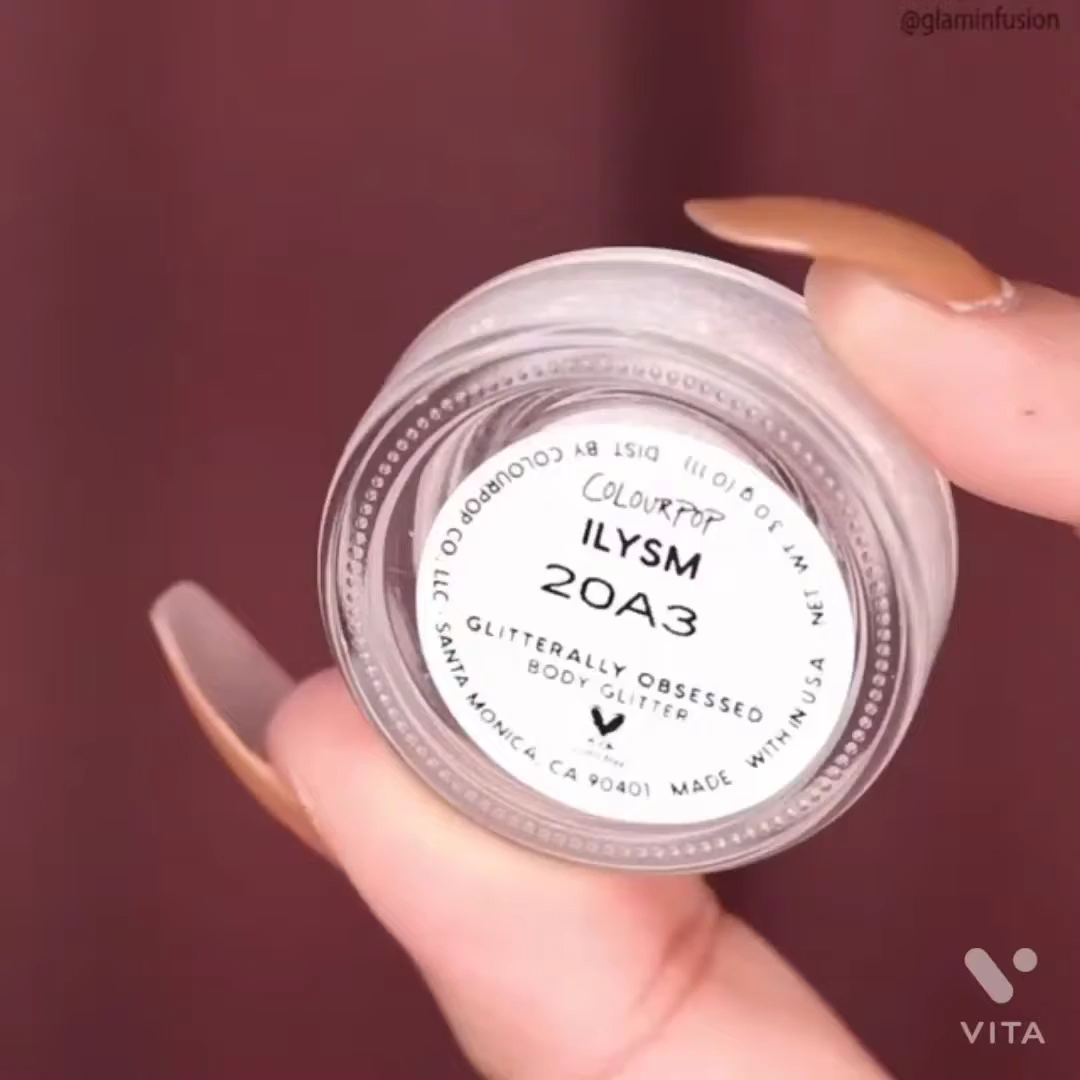 @glaminfusion
COLOURPOP
ILYSM
20A3
GLITTERALLY OBSESSED
BODY GLITTER
DIST BY COLOURPOP CO, LLC · SANTA MONICA, CA 90401 MADE WITH IN USA NET WT 3.0 g (0.11)
VITA